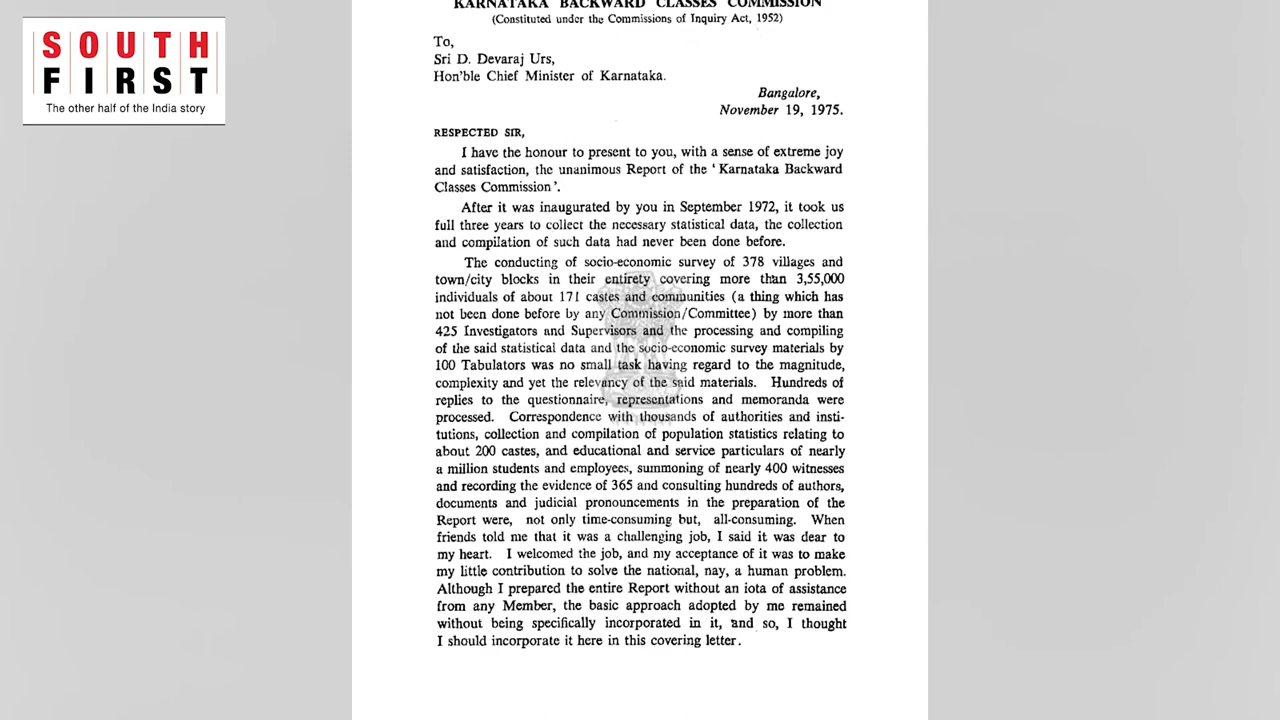 SOUTH
FIRST
The other half of the India story
KARNATAKA BACKWARD CLASSES COMMISSION
(Constituted under the Commissions of Inquiry Act, 1952)
To,
Sri D. Devaraj Urs,
Hon'ble Chief Minister of Karnataka.
Bangalore,
November 19, 1975.
RESPECTED SIR,
I have the honour to present to you, with a sense of extreme joy
and satisfaction, the unanimous Report of the ‘Karnataka Backward
Classes Commission’.
After it was inaugurated by you in September 1972, it took us
full three years to collect the necessary statistical data, the collection
and compilation of such data had never been done before.
The conducting of socio-economic survey of 378 villages and
town/city blocks in their entirety covering more than 3,55,000
individuals of about 171 castes and communities (a thing which has
not been done before by any Commission/Committee) by more than
425 Investigators and Supervisors and the processing and compiling
of the said statistical data and the socio-economic survey materials by
100 Tabulators was no small task having regard to the magnitude,
complexity and yet the relevancy of the said materials. Hundreds of
replies to the questionnaire, representations and memoranda were
processed. Correspondence with thousands of authorities and insti-
tutions, collection and compilation of population statistics relating to
about 200 castes, and educational and service particulars of nearly
a million students and employees, summoning of nearly 400 witnesses
and recording the evidence of 365 and consulting hundreds of authors,
documents and judicial pronouncements in the preparation of the
Report were, not only time-consuming but, all-consuming. When
friends told me that it was a challenging job, I said it was dear to
my heart. I welcomed the job, and my acceptance of it was to make
my little contribution to solve the national, nay, a human problem.
Although I prepared the entire Report without an iota of assistance
from any Member, the basic approach adopted by me remained
without being specifically incorporated in it, and so, I thought
I should incorporate it here in this covering letter.